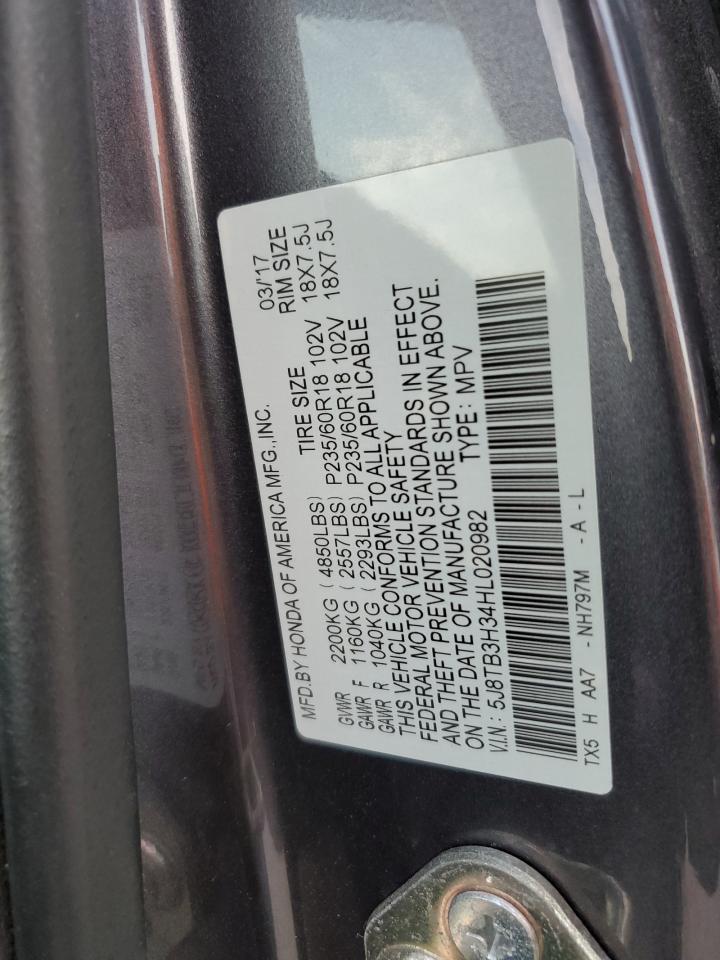 MFD.BY HONDA OF AMERICA MFG.,INC. 03/'17
TIRE SIZE RIM SIZE
GVWR 2200KG (4850LBS)
GAWR F 1160KG (2557LBS) P235/60R18 102V 18X7.5J
GAWR R 1040KG (2293LBS) P235/60R18 102V 18X7.5J
THIS VEHICLE CONFORMS TO ALL APPLICABLE
FEDERAL MOTOR VEHICLE SAFETY
AND THEFT PREVENTION STANDARDS IN EFFECT
ON THE DATE OF MANUFACTURE SHOWN ABOVE.
V.I.N.: 5J8TB3H34HL020982 TYPE: MPV
TX5 H AA7 - NH797M - A - L